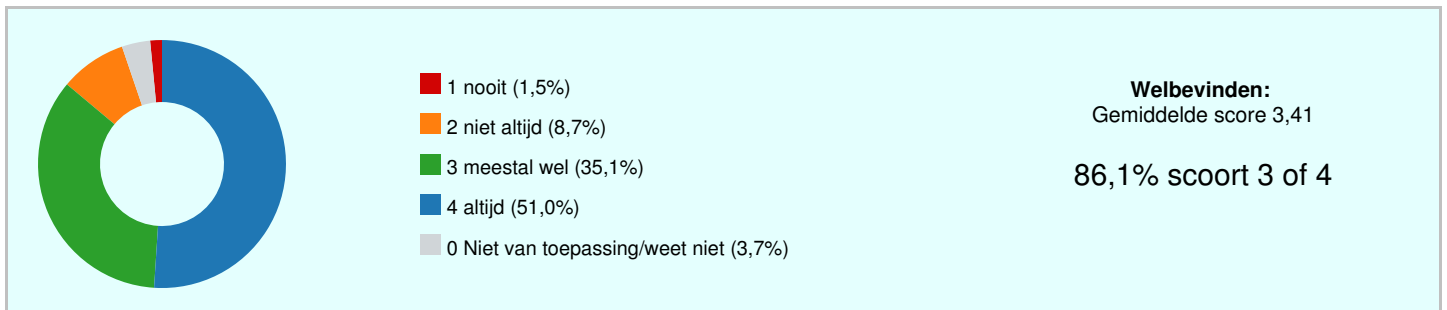 1 nooit (1,5%)
2 niet altijd (8,7%)
3 meestal wel (35,1%)
4 altijd (51,0%)
0 Niet van toepassing/weet niet (3,7%)
Welbevinden:
Gemiddelde score 3,41
86,1% scoort 3 of 4